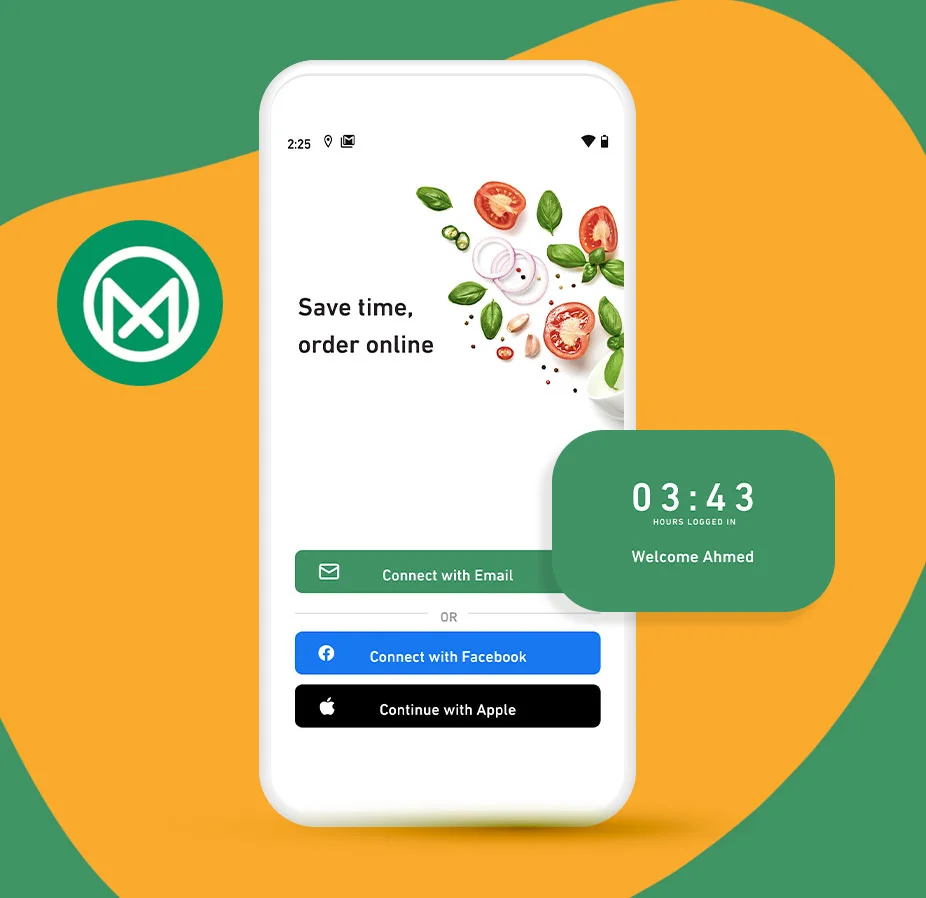 2:25
Save time,
order online
03:43
HOURS LOGGED IN
Welcome Ahmed
Connect with Email
OR
Connect with Facebook
Continue with Apple